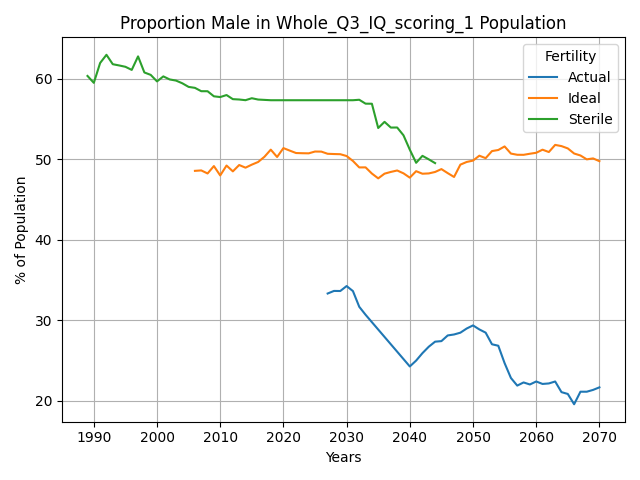 Proportion Male in Whole_Q3_IQ_scoring_1 Population
Fertility
Actual
Ideal
Sterile
% of Population
60
50
40
30
20
1990
2000
2010
2020
2030
2040
2050
2060
2070
Years